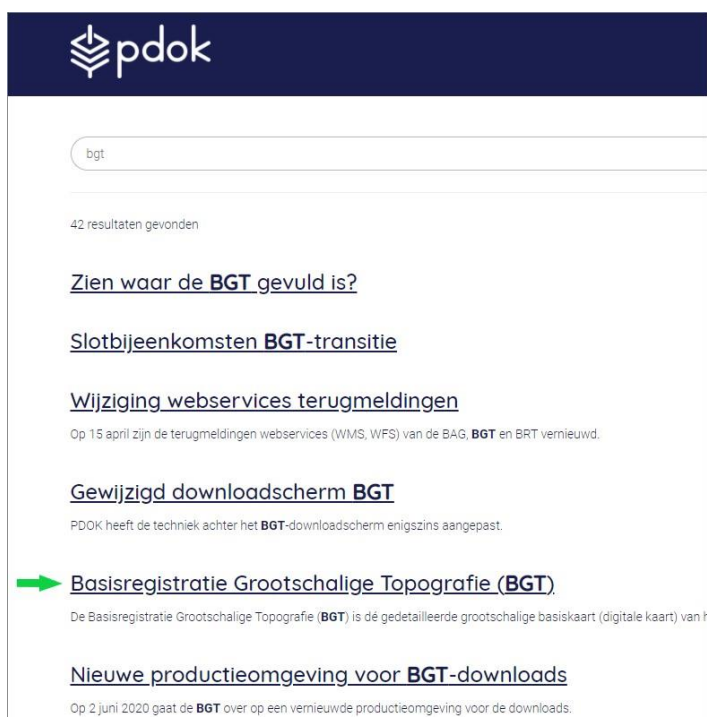 pdok
bgt
42 resultaten gevonden
Zien waar de BGT gevuld is?
Slotbijeenkomsten BGT-transitie
Wijziging webservices terugmeldingen
Op 15 april zijn de terugmeldingen webservices (WMS, WFS) van de BAG, BGT en BRT vernieuwd.
Gewijzigd downloadscherm BGT
PDOK heeft de techniek achter het BGT-downloadscherm enigszins aangepast.
Basisregistratie Grootschalige Topografie (BGT)
De Basisregistratie Grootschalige Topografie (BGT) is dé gedetailleerde grootschalige basiskaart (digitale kaart) van
Nieuwe productieomgeving voor BGT-downloads
Op 2 juni 2020 gaat de BGT over op een vernieuwde productieomgeving voor de downloads.